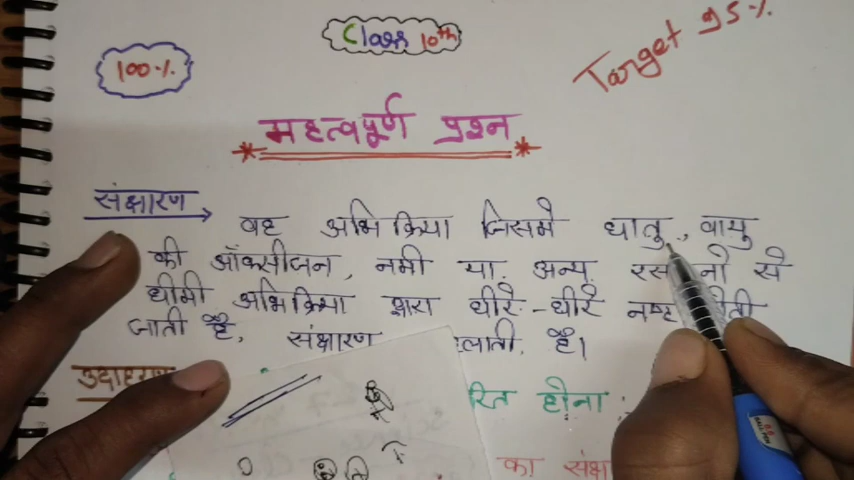 Class 10th
100%
Target 95%
महत्वपूर्ण प्रश्न
संक्षारण → वह अभिक्रिया जिसमे धातु, वायु
की ऑक्सीजन, नमी या अन्य से
धीमी अभिक्रिया द्वारा धीरे-धीरे नष्ट
जाती है, संक्षारण है।
उदाहरण होना
का